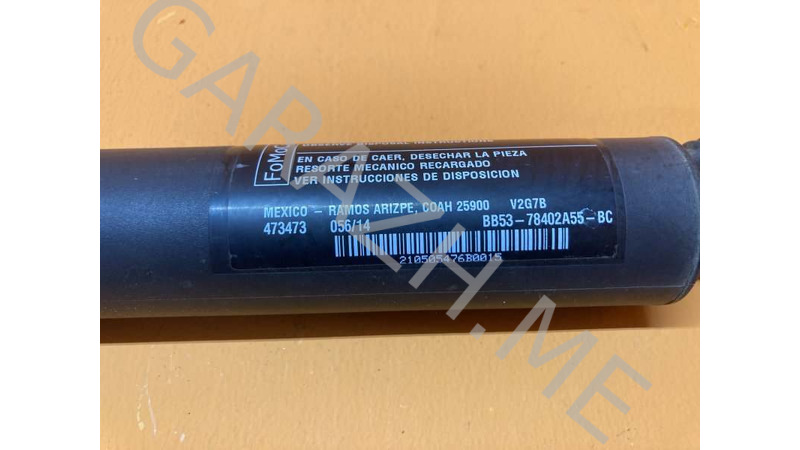 FoMoC
EN CASO DE CAER, DESECHAR LA PIEZA
RESORTE MECANICO RECARGADO
VER INSTRUCCIONES DE DISPOSICION
MEXICO - RAMOS ARIZPE, COAH 25900 V2G7B
473473 056/14 BB53-78402A55-BC
210505476B0015
GARAZH.ME